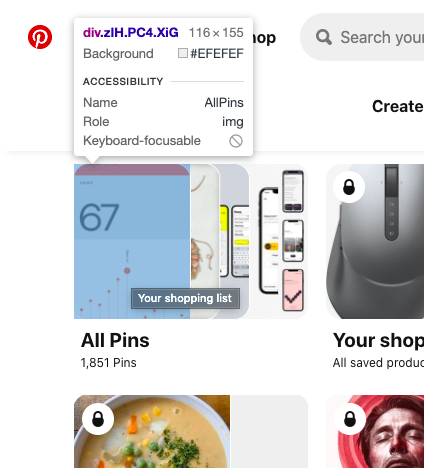 div.zIH.PC4.XiG 116 × 155
Background #EFEFEF
ACCESSIBILITY
Name AllPins
Role img
Keyboard-focusable
op
Search your
Create
67
Your shopping list
All Pins
1,851 Pins
Your shop
All saved produc